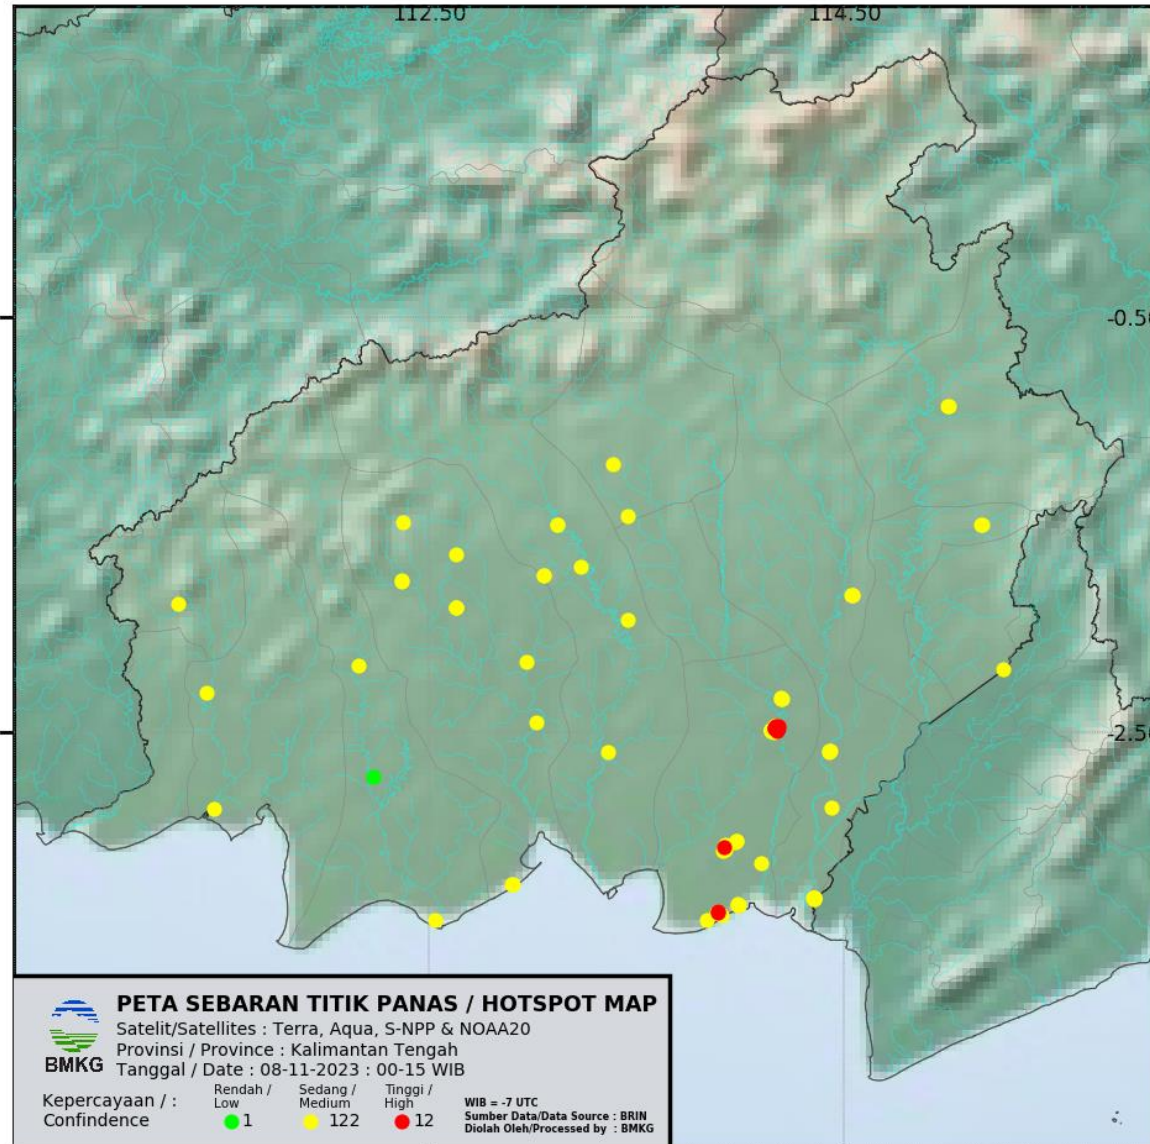 112.50
114.50
-0.50
-2.50
PETA SEBARAN TITIK PANAS / HOTSPOT MAP
Satelit/Satellites : Terra, Aqua, S-NPP & NOAA20
Provinsi / Province : Kalimantan Tengah
Tanggal / Date : 08-11-2023 : 00-15 WIB
BMKG
Kepercayaan / :
Confindence
Rendah /
Low
1
Sedang /
Medium
122
Tinggi /
High
12
WIB = -7 UTC
Sumber Data/Data Source : BRIN
Diolah Oleh/Processed by : BMKG